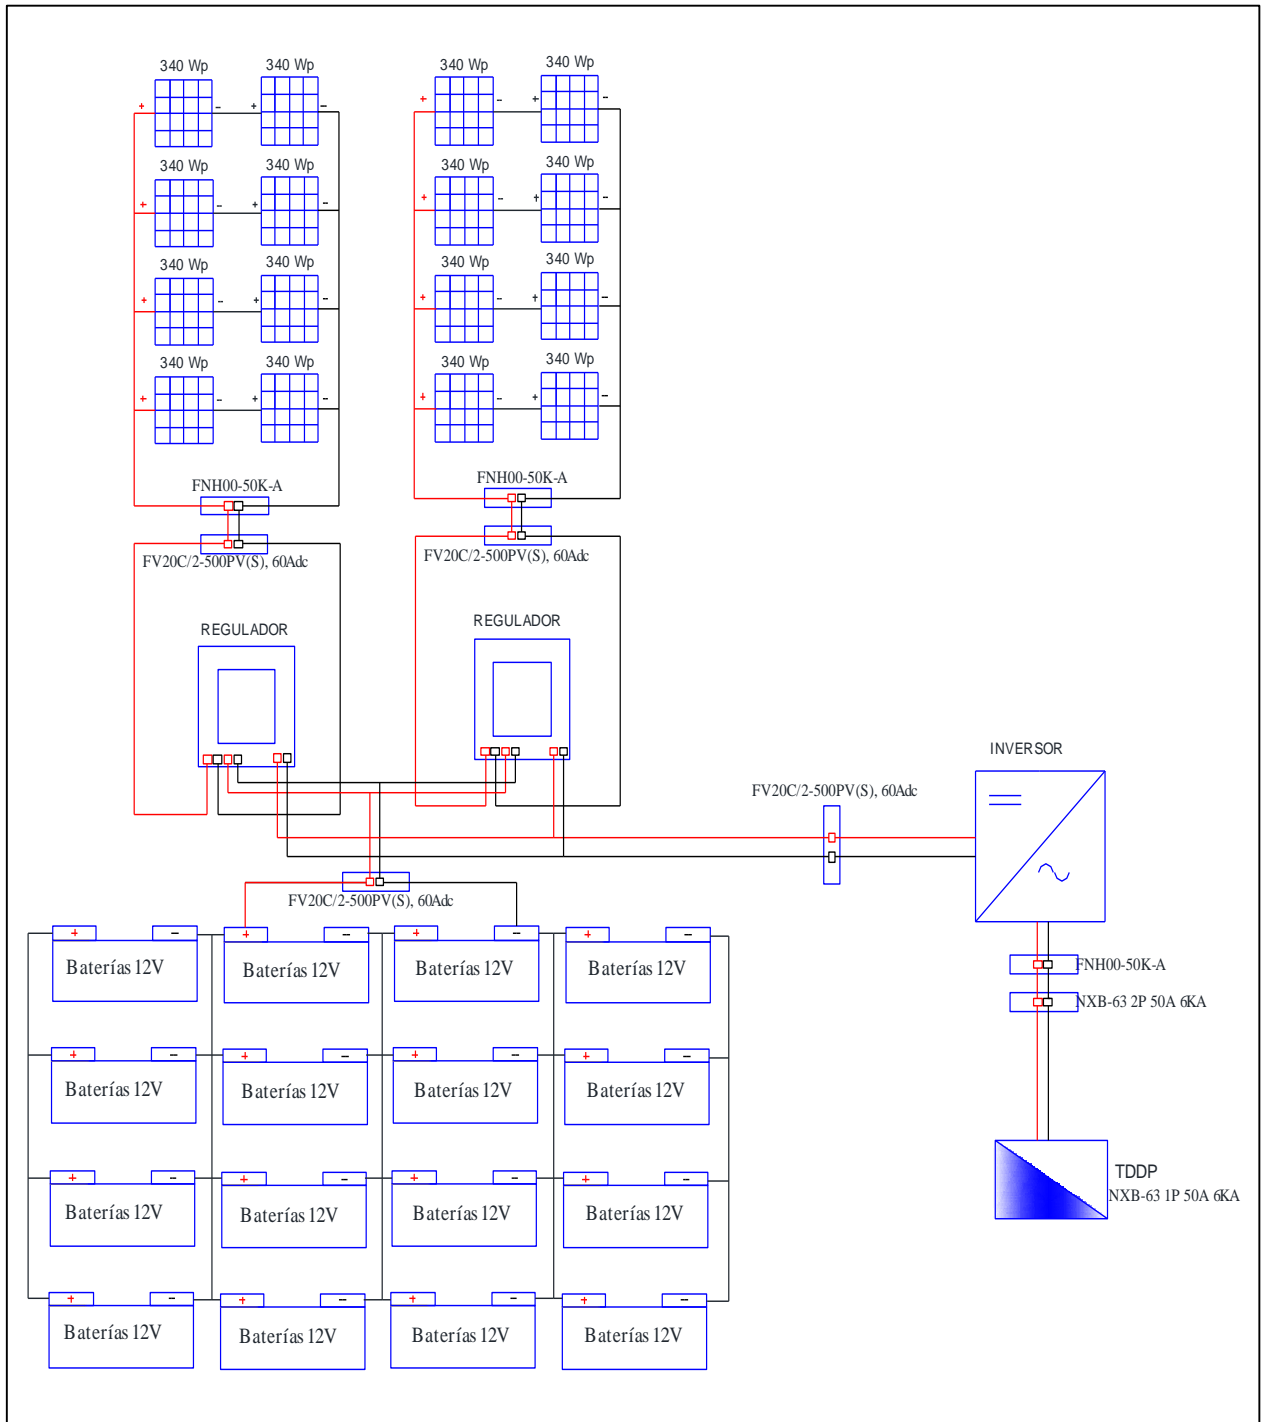 340 Wp 340 Wp 340 Wp 340 Wp
+ - + - + - + -
340 Wp 340 Wp 340 Wp 340 Wp
+ - + - + - + -
340 Wp 340 Wp 340 Wp 340 Wp
+ - + - + - + -
340 Wp 340 Wp 340 Wp 340 Wp
+ - + - + - + -
FNH00-50K-A
FNH00-50K-A
FV20C/2-500PV(S), 60Adc
FV20C/2-500PV(S), 60Adc
REGULADOR
REGULADOR
INVERSOR
FV20C/2-500PV(S), 60Adc
FV20C/2-500PV(S), 60Adc
+ - + - + - + -
Baterías 12V Baterías 12V Baterías 12V Baterías 12V
FNH00-50K-A
NXB-63 2P 50A 6KA
+ - + - + - + -
Baterías 12V Baterías 12V Baterías 12V Baterías 12V
TDDP
NXB-63 1P 50A 6KA
+ - + - + - + -
Baterías 12V Baterías 12V Baterías 12V Baterías 12V
+ - + - + - + -
Baterías 12V Baterías 12V Baterías 12V Baterías 12V